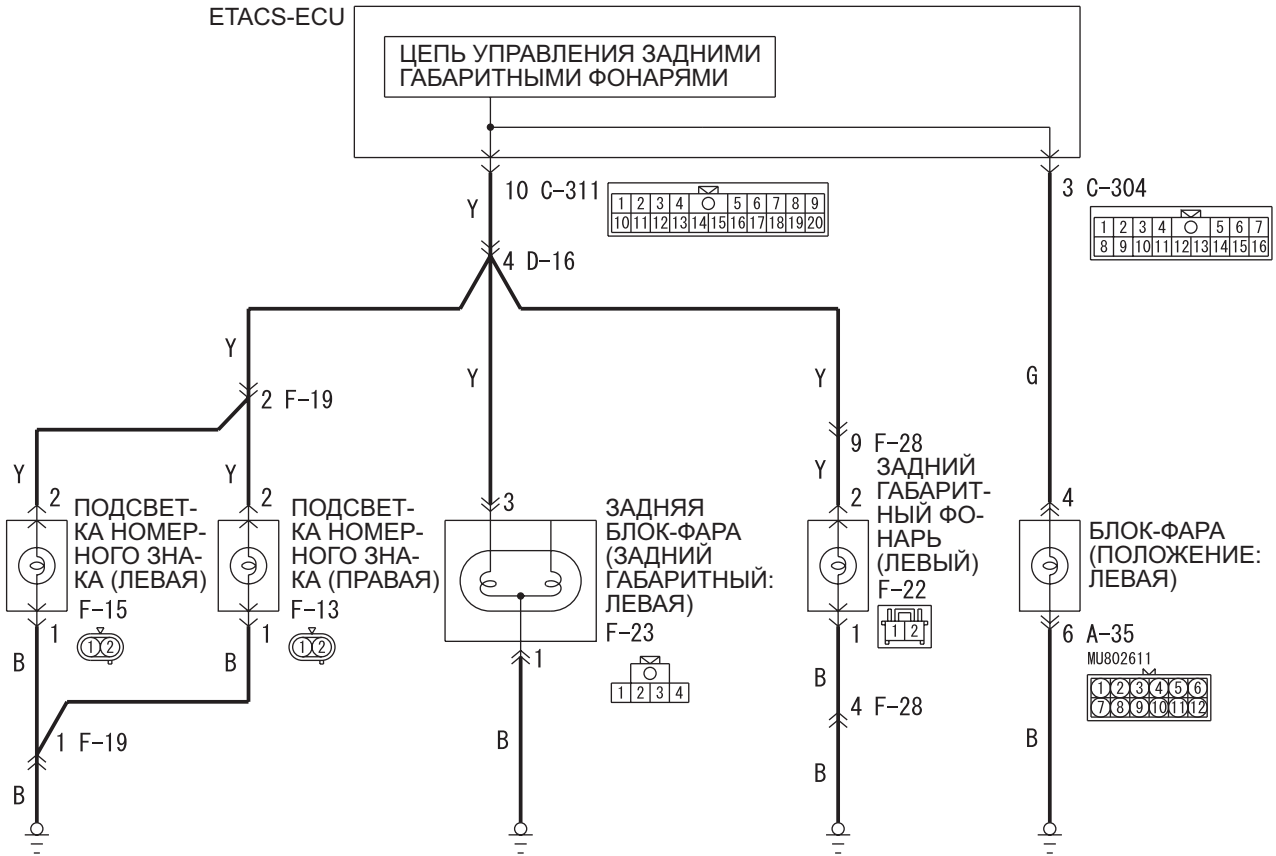 ETACS-ECU
ЦЕПЬ УПРАВЛЕНИЯ ЗАДНИМИ
ГАБАРИТНЫМИ ФОНАРЯМИ
10 C-311
1 2 3 4 5 6 7 8 9
10 11 12 13 14 15 16 17 18 19 20
3 C-304
1 2 3 4 5 6 7
8 9 10 11 12 13 14 15 16
Y
4 D-16
Y
Y
Y
G
2 F-19
9 F-28
Y
Y
Y
2
ПОДСВЕТ-
КА НОМЕР-
НОГО ЗНА-
КА (ЛЕВАЯ)
F-15
1 2
1
2
ПОДСВЕТ-
КА НОМЕР-
НОГО ЗНА-
КА (ПРАВАЯ)
F-13
1 2
1
3
ЗАДНЯЯ
БЛОК-ФАРА
(ЗАДНИЙ
ГАБАРИТНЫЙ:
ЛЕВАЯ)
F-23
1 2 3 4
1
2
ЗАДНИЙ
ГАБАРИТ-
НЫЙ ФО-
НАРЬ
(ЛЕВЫЙ)
F-22
1 2
1
4
БЛОК-ФАРА
(ПОЛОЖЕНИЕ:
ЛЕВАЯ)
6 A-35
MU802611
1 2 3 4 5 6
7 8 9 10 11 12
B
B
B
4 F-28
1 F-19
B
B
B
B